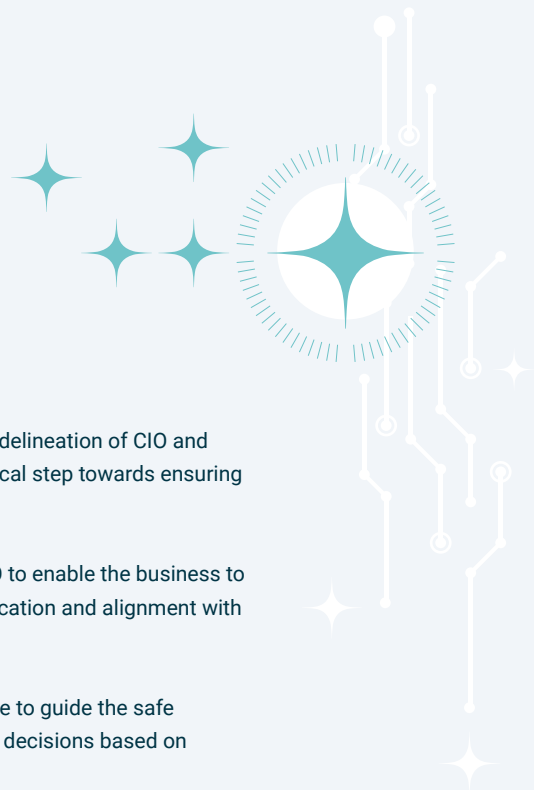 delineation of CIO and
cal step towards ensuring
to enable the business to
cation and alignment with
e to guide the safe
decisions based on